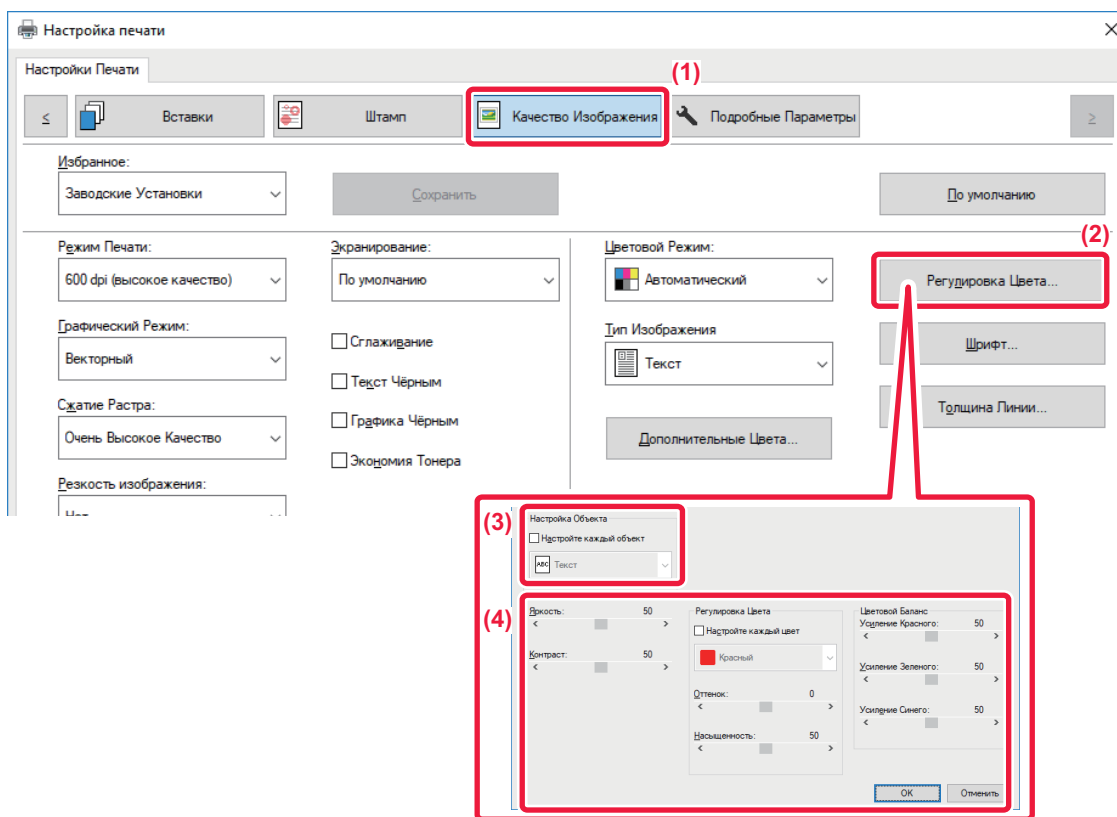 Настройка печати
Настройки Печати
(1)
< Вставки Штамп Качество Изображения Подробные Параметры >
Избранное:
Заводские Установки Сохранить По умолчанию
(2)
Режим Печати: Экранирование: Цветовой Режим:
600 dpi (высокое качество) По умолчанию Автоматический Регулировка Цвета...
Графический Режим: Сглаживание Тип Изображения Шрифт...
Векторный Текст
Текст Чёрным
Сжатие Растра: Графика Чёрным Толщина Линии...
Очень Высокое Качество Дополнительные Цвета...
Экономия Тонера
Резкость изображения:
Нет
(3) Настройка Объекта
Настройте каждый объект
ABC Текст
(4) Яркость: 50
Контраст: 50
Регулировка Цвета
Настройте каждый цвет
Красный
Оттенок: 0
Насыщенность: 50
Цветовой Баланс
Усиление Красного: 50
Усиление Зеленого: 50
Усиление Синего: 50
OK Отменить